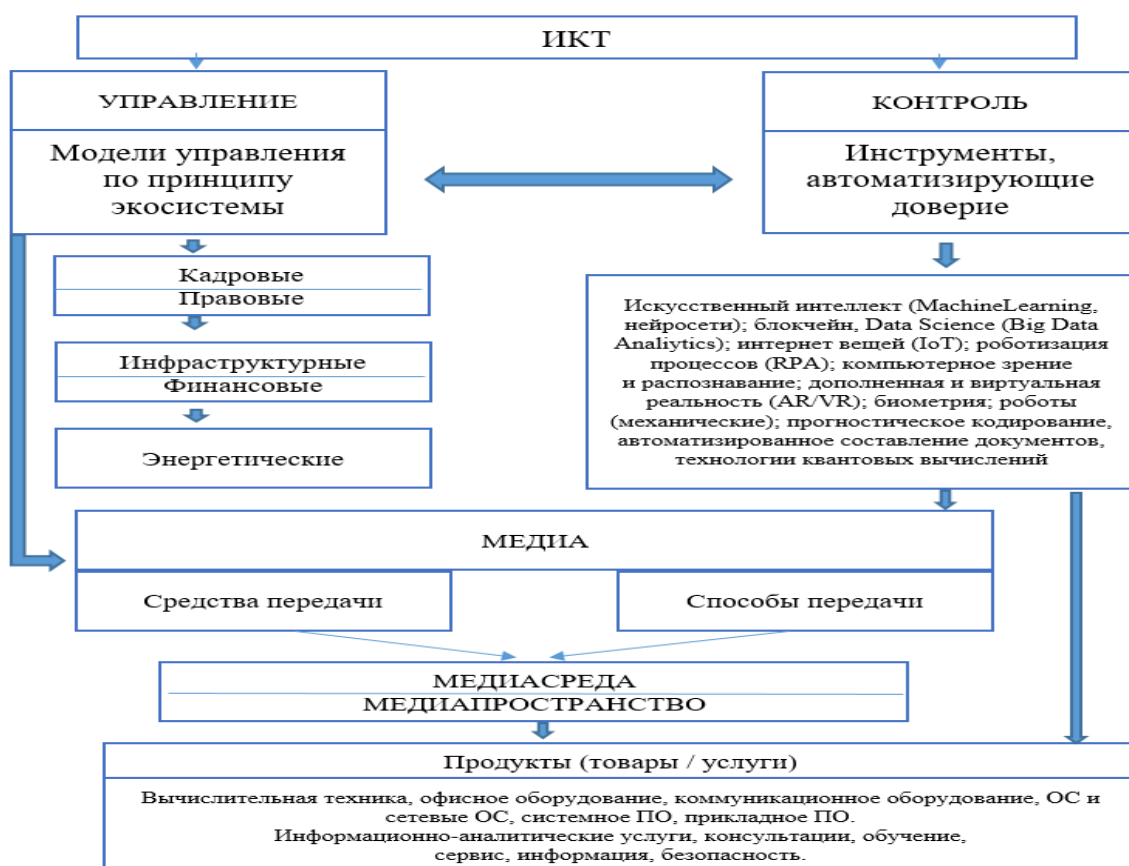 ИКТ
УПРАВЛЕНИЕ
Модели управления
по принципу
экосистемы
КОНТРОЛЬ
Инструменты,
автоматизирующие
доверие
Кадровые
Правовые
Инфраструктурные
Финансовые
Энергетические
Искусственный интеллект (MachineLearning,
нейросети); блокчейн, Data Science (Big Data
Analiytics); интернет вещей (IoT); роботизация
процессов (RPA); компьютерное зрение
и распознавание; дополненная и виртуальная
реальность (AR/VR); биометрия; роботы
(механические); прогностическое кодирование,
автоматизированное составление документов,
технологии квантовых вычислений
МЕДИА
Средства передачи
Способы передачи
МЕДИАСРЕДА
МЕДИАПРОСТРАНСТВО
Продукты (товары / услуги)
Вычислительная техника, офисное оборудование, коммуникационное оборудование, ОС и
сетевые ОС, системное ПО, прикладное ПО.
Информационно-аналитические услуги, консультации, обучение,
сервис, информация, безопасность.